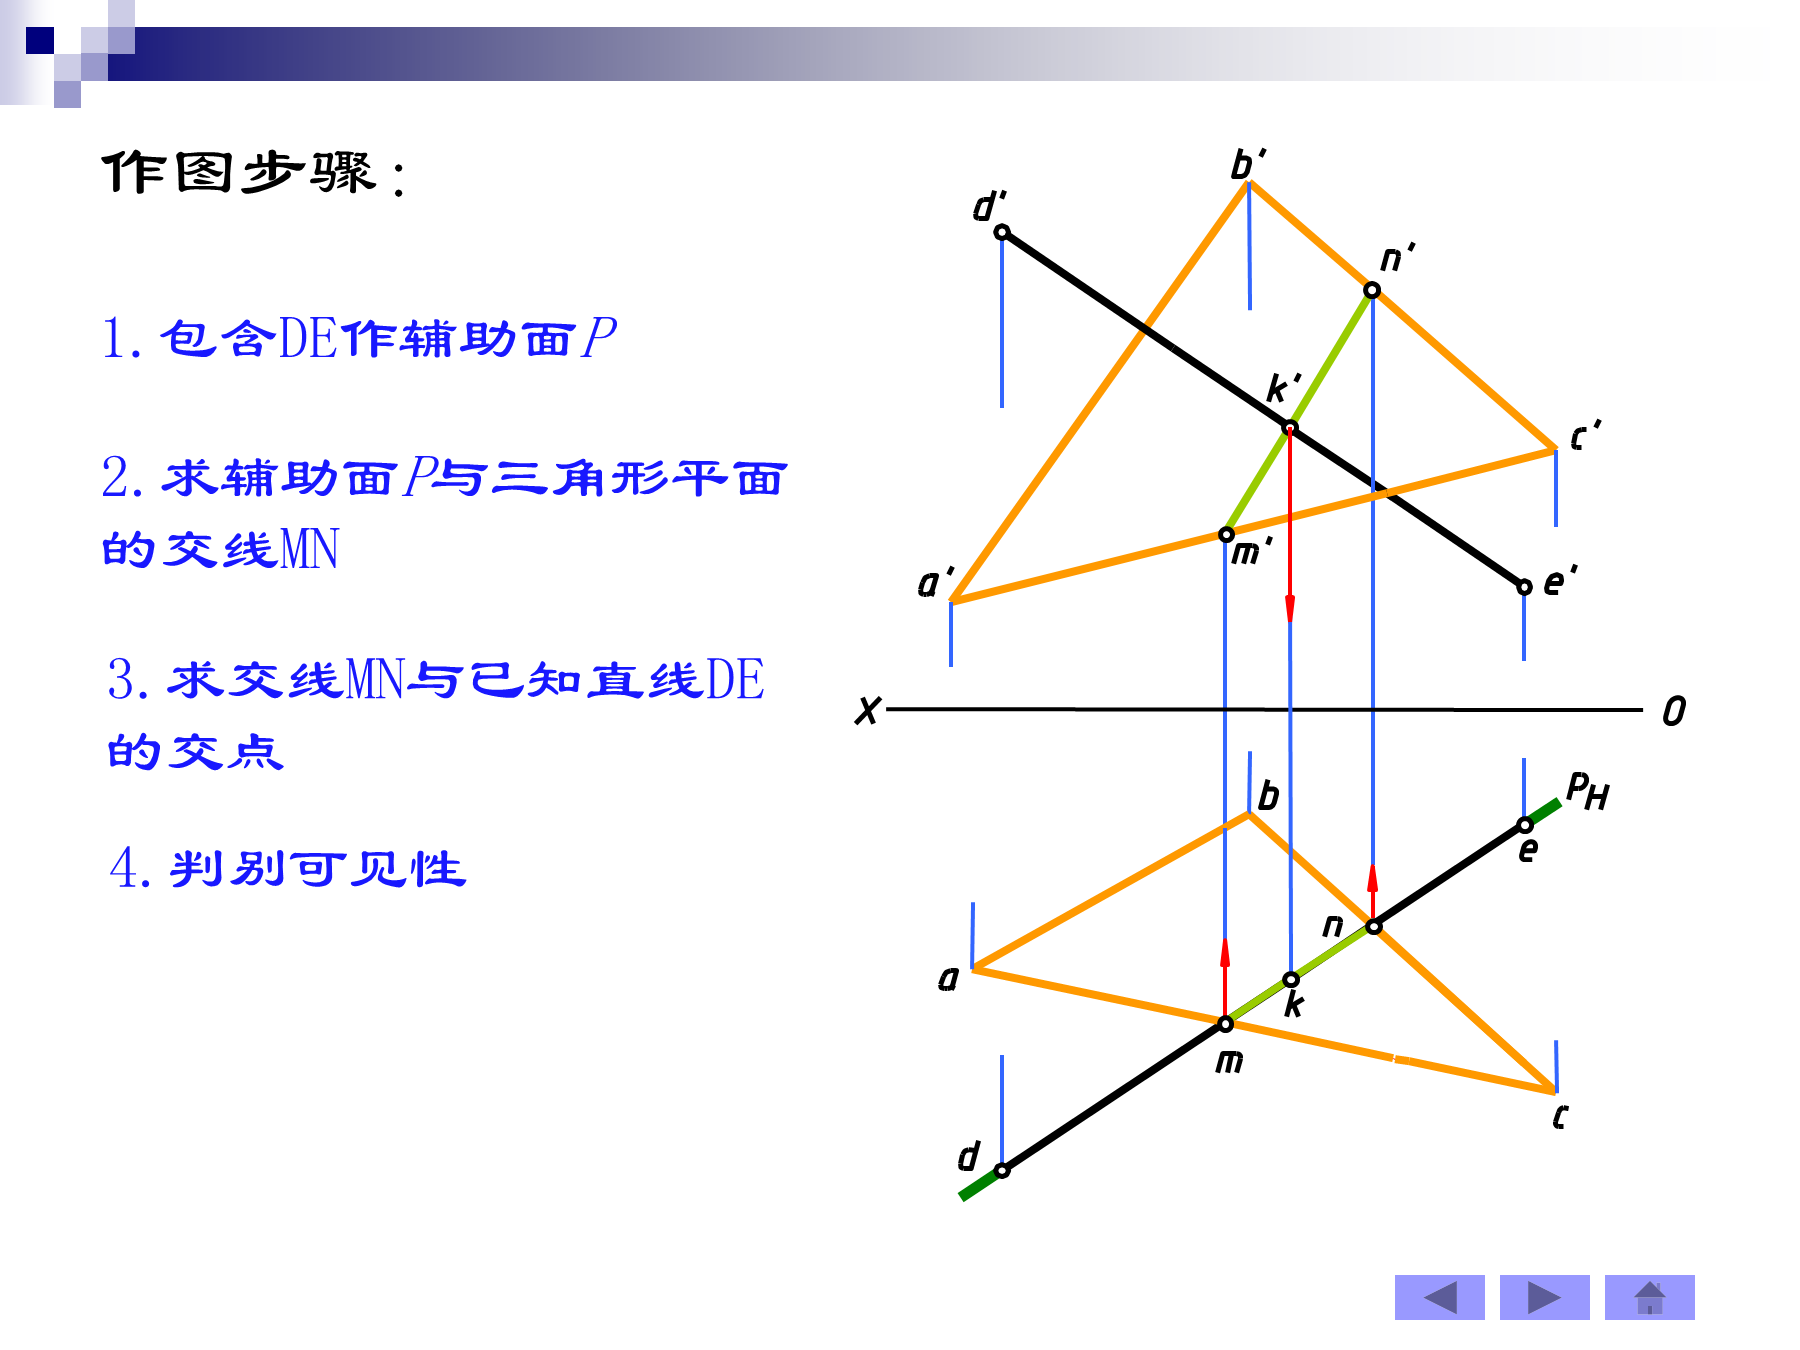 作图步骤：
1.包含DE作辅助面P
2.求辅助面P与三角形平面
的交线MN
3.求交线MN与已知直线DE
的交点
4.判别可见性
b'
d'
n'
k'
c'
m'
a'
e'
X
O
b
PH
e
n
a
k
m
c
d